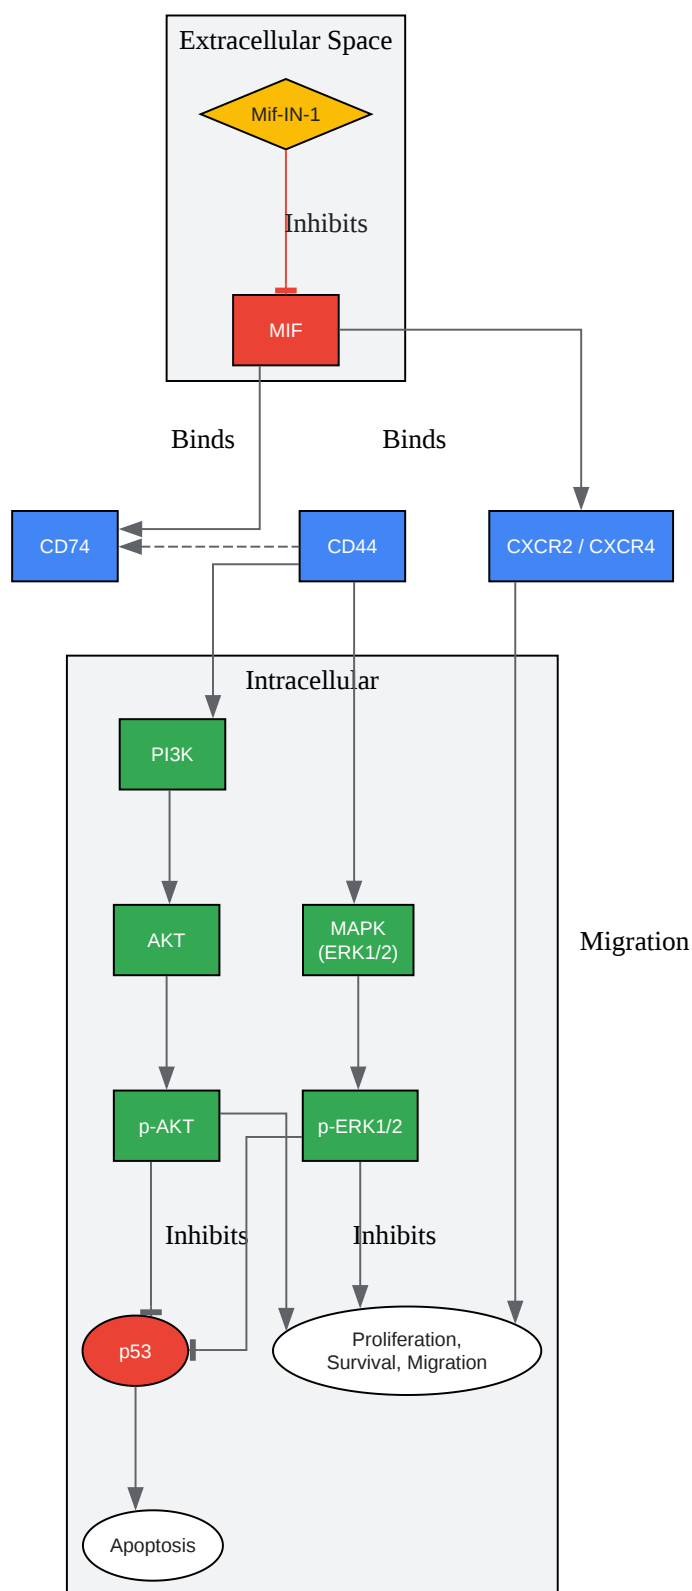 Extracellular Space
Mif-IN-1
Inhibits
MIF
Binds
Binds
CD74
CD44
CXCR2 / CXCR4
Intracellular
PI3K
AKT
MAPK
(ERK1/2)
Migration
p-AKT
p-ERK1/2
Inhibits
Inhibits
p53
Proliferation,
Survival, Migration
Apoptosis